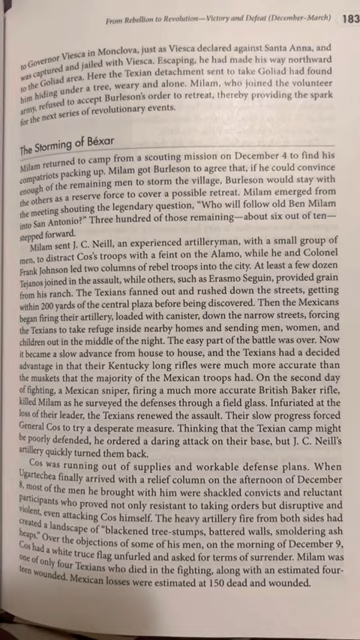 From Rebellion to Revolution—Victory and Defeat (December–March) 183
to Governor Viesca in Monclova, just as Viesca declared against Santa Anna, and
was captured and jailed with Viesca. Escaping, he had made his way northward
to the Goliad area. Here the Texian detachment sent to take Goliad had found
him hiding under a tree, weary and alone. Milam, who joined the volunteer
army, refused to accept Burleson's order to retreat, thereby providing the spark
for the next series of revolutionary events.
The Storming of Béxar
Milam returned to camp from a scouting mission on December 4 to find his
compatriots packing up. Milam got Burleson to agree that, if he could convince
enough of the remaining men to storm the village, Burleson would stay with
the others as a reserve force to cover a possible retreat. Milam emerged from
the meeting shouting the legendary question, "Who will follow old Ben Milam
into San Antonio?" Three hundred of those remaining—about six out of ten—
stepped forward.
Milam sent J. C. Neill, an experienced artilleryman, with a small group of
men, to distract Cos's troops with a feint on the Alamo, while he and Colonel
Frank Johnson led two columns of rebel troops into the city. At least a few dozen
Tejanos joined in the assault, while others, such as Erasmo Seguin, provided grain
from his ranch. The Texians fanned out and rushed down the streets, getting
within 200 yards of the central plaza before being discovered. Then the Mexicans
began firing their artillery, loaded with canister, down the narrow streets, forcing
the Texians to take refuge inside nearby homes and sending men, women, and
children out in the middle of the night. The easy part of the battle was over. Now
it became a slow advance from house to house, and the Texians had a decided
advantage in that their Kentucky long rifles were much more accurate than
the muskets that the majority of the Mexican troops had. On the second day
of fighting, a Mexican sniper, firing a much more accurate British Baker rifle,
killed Milam as he surveyed the defenses through a field glass. Infuriated at the
loss of their leader, the Texians renewed the assault. Their slow progress forced
General Cos to try a desperate measure. Thinking that the Texian camp might
be poorly defended, he ordered a daring attack on their base, but J. C. Neill's
artillery quickly turned them back.
Cos was running out of supplies and workable defense plans. When
Ugartechea finally arrived with a relief column on the afternoon of December
8, most of the men he brought with him were shackled convicts and reluctant
participants who proved not only resistant to taking orders but disruptive and
violent, even attacking Cos himself. The heavy artillery fire from both sides had
created a landscape of "blackened tree-stumps, battered walls, smoldering ash
heaps." Over the objections of some of his men, on the morning of December 9,
Cos had a white truce flag unfurled and asked for terms of surrender. Milam was
one of only four Texians who died in the fighting, along with an estimated four-
teen wounded. Mexican losses were estimated at 150 dead and wounded.